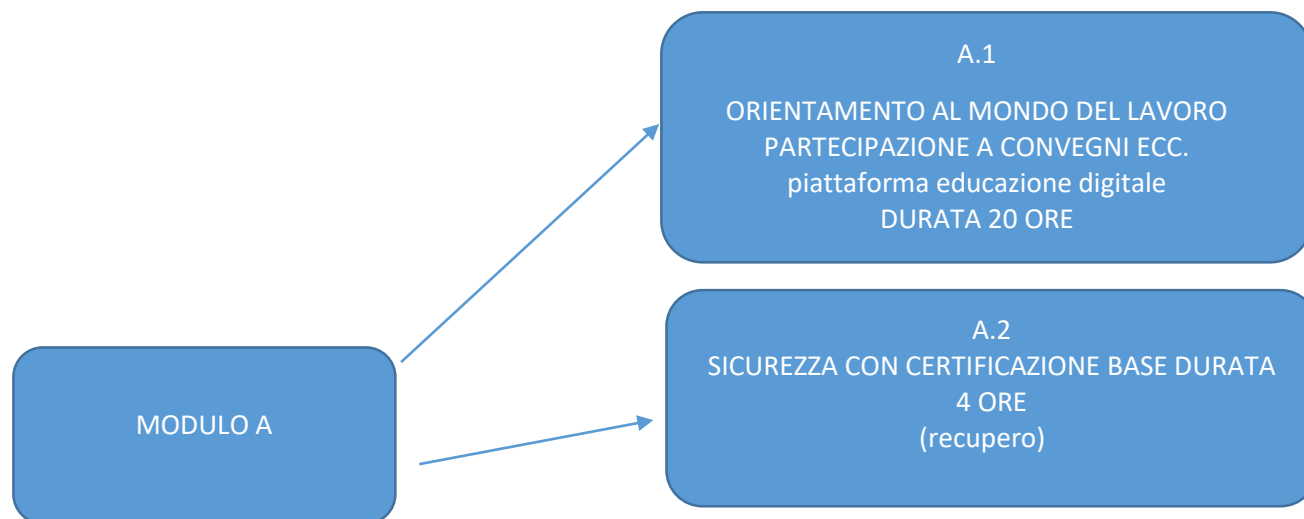 A.1
ORIENTAMENTO AL MONDO DEL LAVORO
PARTECIPAZIONE A CONVEGNI ECC.
piattaforma educazione digitale
DURATA 20 ORE
A.2
SICUREZZA CON CERTIFICAZIONE BASE DURATA
4 ORE
(recupero)
MODULO A